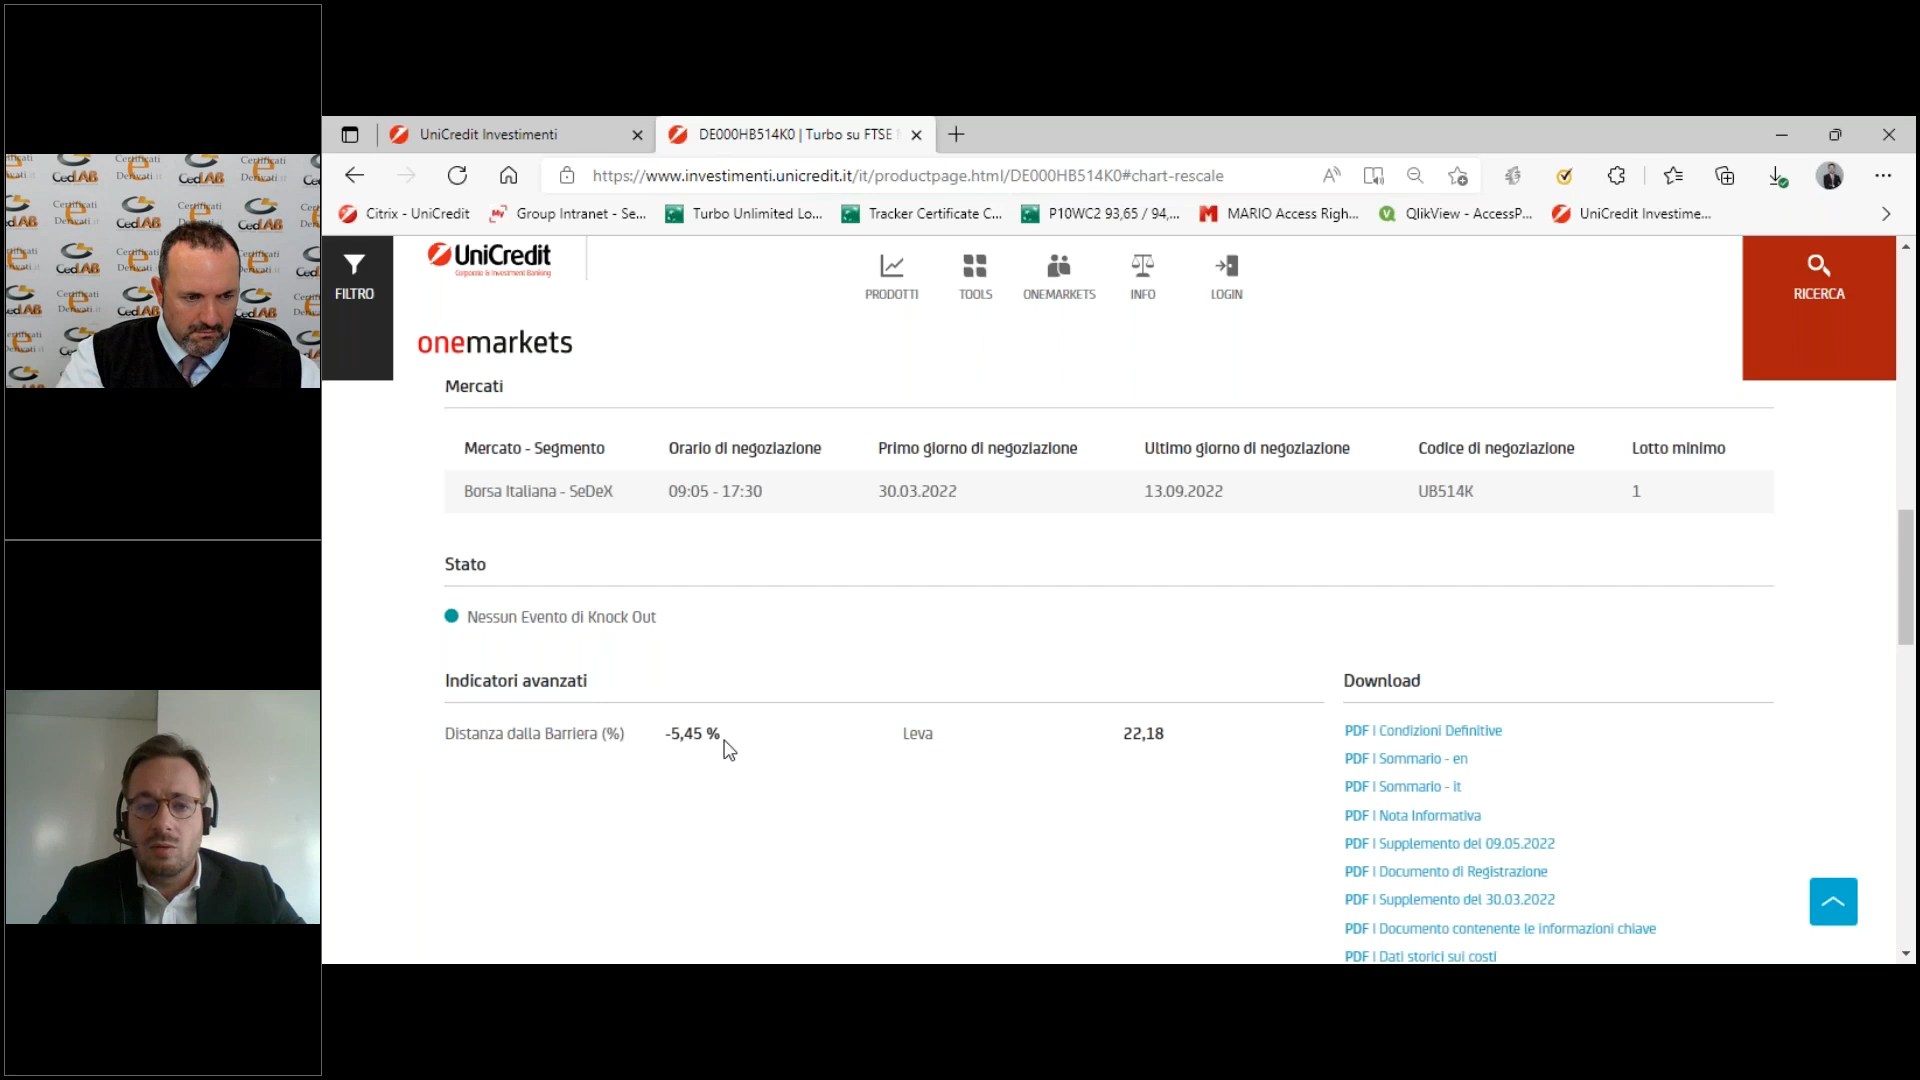 UniCredit Investimenti
DE000HB514K0 | Turbo su FTSE
https://www.investimenti.unicredit.it/it/productpage.html/DE000HB514K0#chart-rescale
Citrix - UniCredit
Group Intranet - Se...
Turbo Unlimited Lo...
Tracker Certificate C...
P10WC2 93,65 / 94,...
MARIO Access Righ...
QlikView - AccessP...
UniCredit Investime...
FILTRO
UniCredit
Corporate & Investment Banking
PRODOTTI
TOOLS
ONEMARKETS
INFO
LOGIN
RICERCA
onemarkets
Mercati
Mercato - Segmento Orario di negoziazione Primo giorno di negoziazione Ultimo giorno di negoziazione Codice di negoziazione Lotto minimo
Borsa Italiana - SeDeX 09:05 - 17:30 30.03.2022 13.09.2022 UB514K 1
Stato
Nessun Evento di Knock Out
Indicatori avanzati
Distanza dalla Barriera (%) -5,45 % Leva 22,18
Download
PDF | Condizioni Definitive
PDF | Sommario - en
PDF | Sommario - it
PDF | Nota Informativa
PDF | Supplemento del 09.05.2022
PDF | Documento di Registrazione
PDF | Supplemento del 30.03.2022
PDF | Documento contenente le informazioni chiave
PDF | Dati storici sui costi
Certificati
Derivati.it
CedLAB